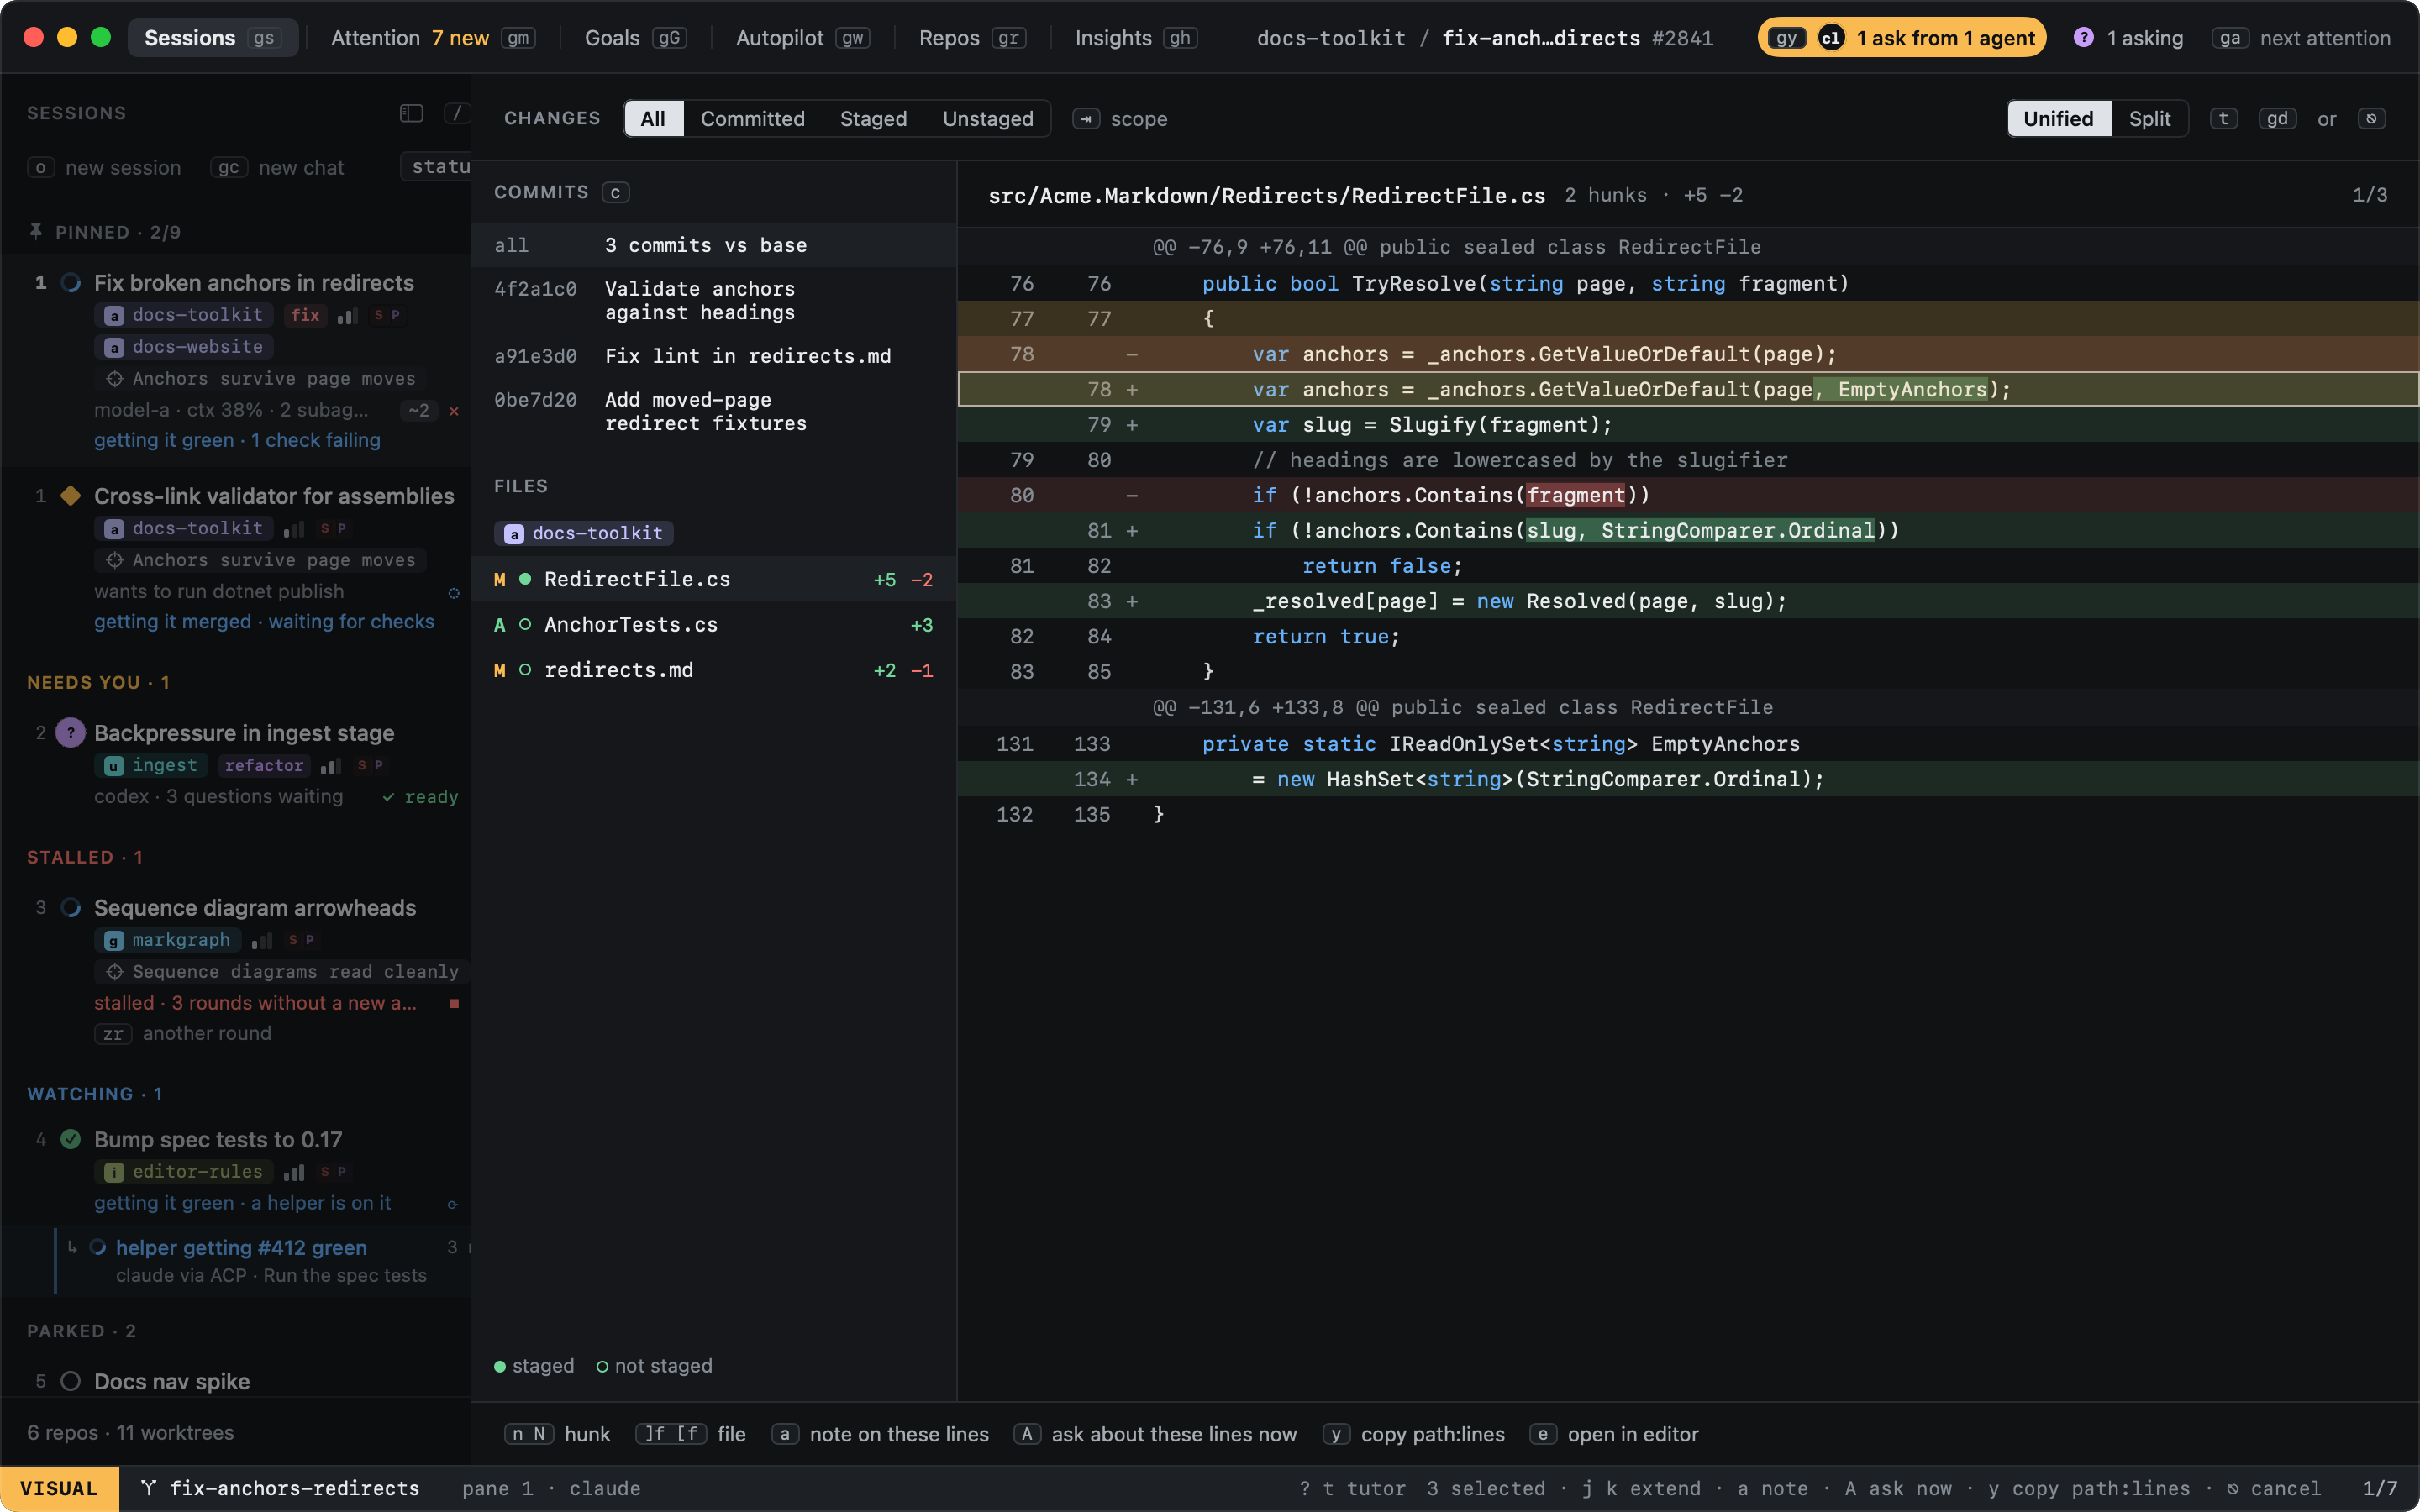 Sessions gs Attention 7 new gm Goals gG Autopilot gw Repos gr Insights gh docs-toolkit / fix-anch…directs #2841 gy cl 1 ask from 1 agent ? 1 asking ga next attention
SESSIONS /
o new session gc new chat statu
PINNED · 2/9
1 Fix broken anchors in redirects
a docs-toolkit fix S P
a docs-website
Anchors survive page moves
model-a · ctx 38% · 2 subag… ~2 ×
getting it green · 1 check failing
1 Cross-link validator for assemblies
a docs-toolkit S P
Anchors survive page moves
wants to run dotnet publish
getting it merged · waiting for checks
NEEDS YOU · 1
2 ? Backpressure in ingest stage
u ingest refactor S P
codex · 3 questions waiting ✓ ready
STALLED · 1
3 Sequence diagram arrowheads
g markgraph S P
Sequence diagrams read cleanly
stalled · 3 rounds without a new a…
zr another round
WATCHING · 1
4 Bump spec tests to 0.17
i editor-rules S P
getting it green · a helper is on it
↳ helper getting #412 green 3
claude via ACP · Run the spec tests
PARKED · 2
5 Docs nav spike
6 repos · 11 worktrees
CHANGES All Committed Staged Unstaged ⇥ scope Unified Split t gd or ⎋
COMMITS c
all 3 commits vs base
4f2a1c0 Validate anchors
against headings
a91e3d0 Fix lint in redirects.md
0be7d20 Add moved-page
redirect fixtures
FILES
a docs-toolkit
M RedirectFile.cs +5 −2
A AnchorTests.cs +3
M redirects.md +2 −1
staged not staged
src/Acme.Markdown/Redirects/RedirectFile.cs 2 hunks · +5 −2 1/3
@@ −76,9 +76,11 @@ public sealed class RedirectFile
76 76 public bool TryResolve(string page, string fragment)
77 77 {
78 − var anchors = _anchors.GetValueOrDefault(page);
78 + var anchors = _anchors.GetValueOrDefault(page, EmptyAnchors);
79 + var slug = Slugify(fragment);
79 80 // headings are lowercased by the slugifier
80 − if (!anchors.Contains(fragment))
81 + if (!anchors.Contains(slug, StringComparer.Ordinal))
81 82 return false;
83 + _resolved[page] = new Resolved(page, slug);
82 84 return true;
83 85 }
@@ −131,6 +133,8 @@ public sealed class RedirectFile
131 133 private static IReadOnlySet<string> EmptyAnchors
134 + = new HashSet<string>(StringComparer.Ordinal);
132 135 }
n N hunk ]f [f file a note on these lines A ask about these lines now y copy path:lines e open in editor
VISUAL fix-anchors-redirects pane 1 · claude ? t tutor 3 selected · j k extend · a note · A ask now · y copy path:lines · ⎋ cancel 1/7